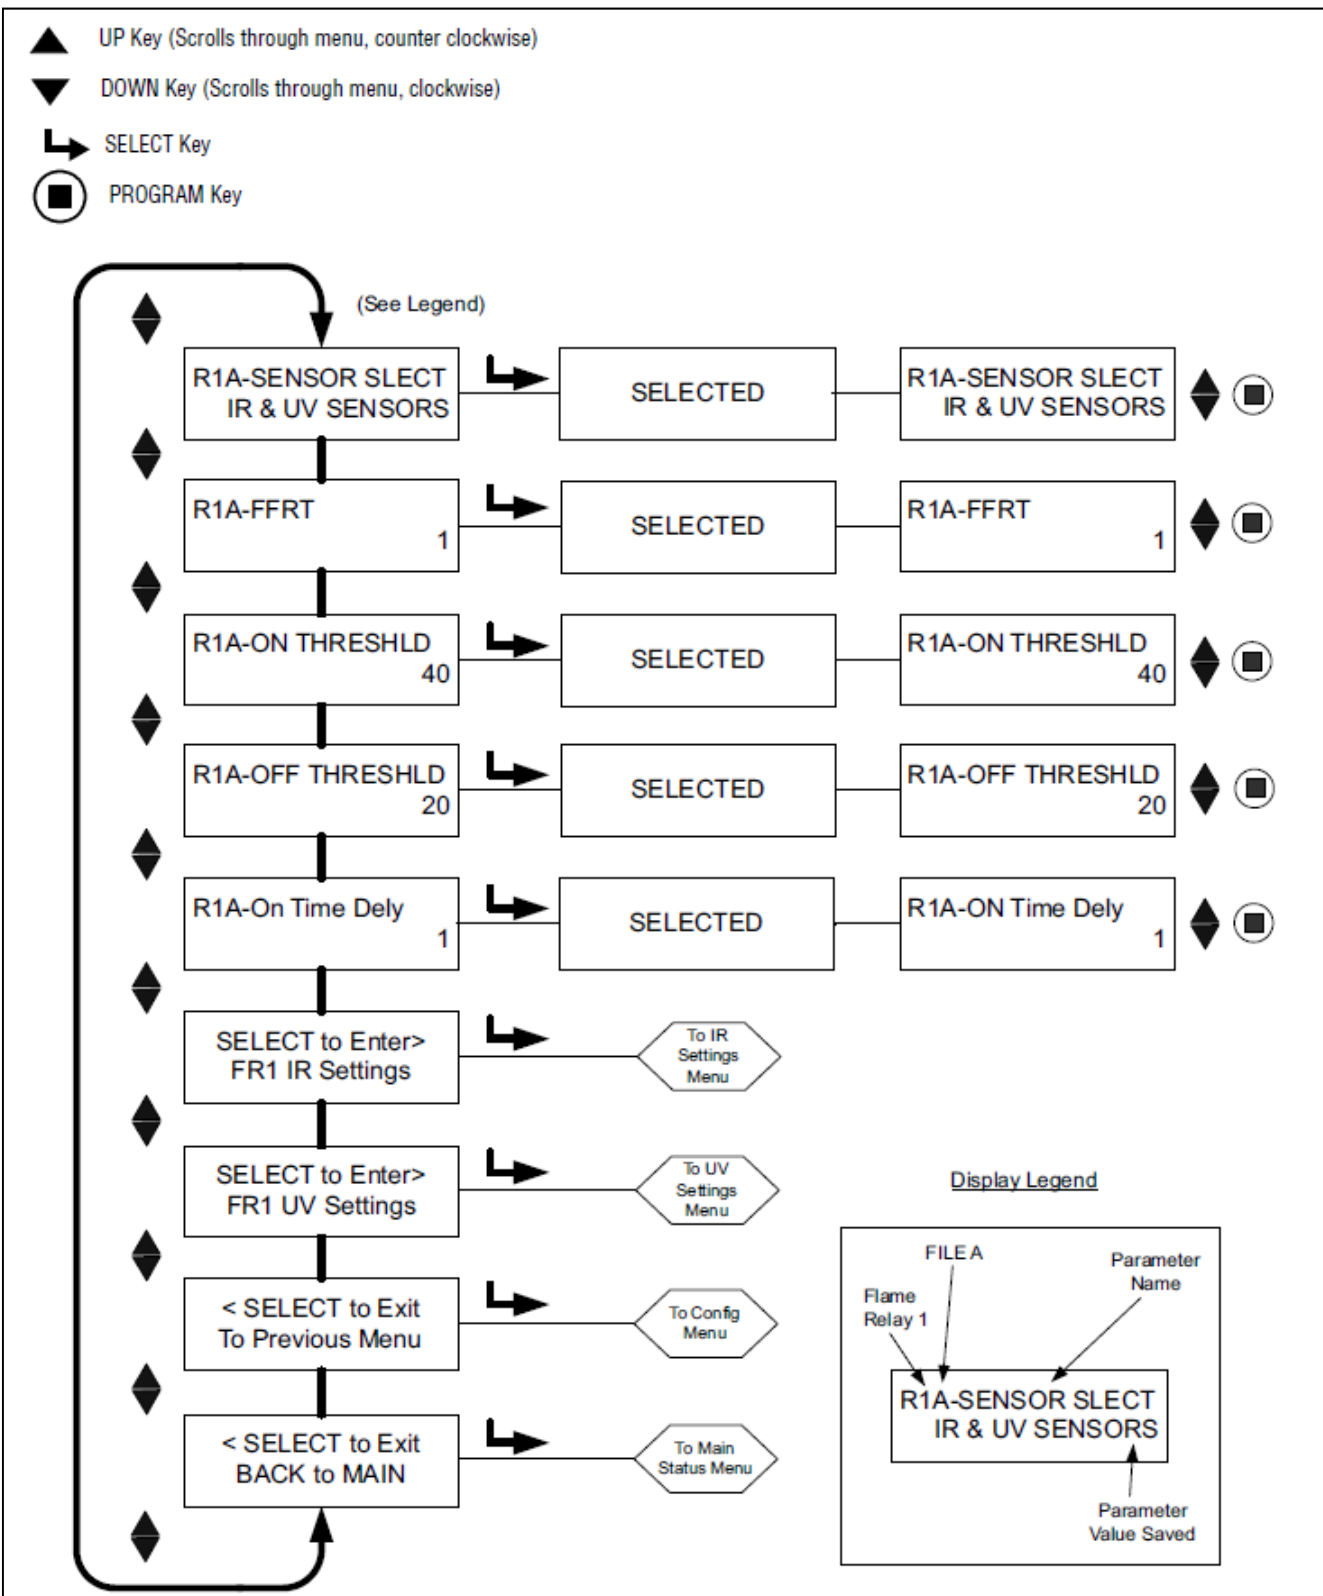 UP Key (Scrolls through menu, counter clockwise)
DOWN Key (Scrolls through menu, clockwise)
SELECT Key
PROGRAM Key
(See Legend)
R1A-SENSOR SLECT
IR & UV SENSORS
SELECTED
R1A-SENSOR SLECT
IR & UV SENSORS
R1A-FFRT
1
SELECTED
R1A-FFRT
1
R1A-ON THRESHLD
40
SELECTED
R1A-ON THRESHLD
40
R1A-OFF THRESHLD
20
SELECTED
R1A-OFF THRESHLD
20
R1A-On Time Dely
1
SELECTED
R1A-ON Time Dely
1
SELECT to Enter>
FR1 IR Settings
To IR
Settings
Menu
SELECT to Enter>
FR1 UV Settings
To UV
Settings
Menu
< SELECT to Exit
To Previous Menu
To Config
Menu
< SELECT to Exit
BACK to MAIN
To Main
Status Menu
Display Legend
FILE A
Parameter
Name
Flame
Relay 1
R1A-SENSOR SLECT
IR & UV SENSORS
Parameter
Value Saved